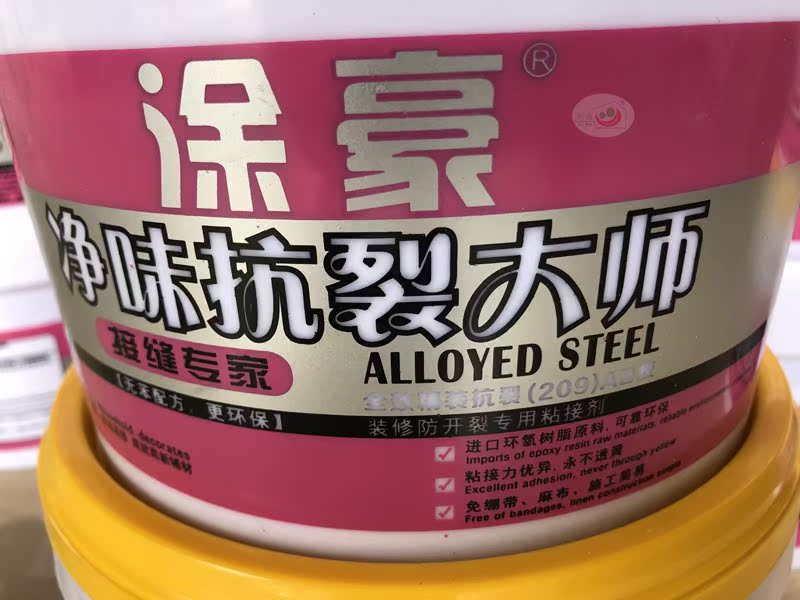 涂豪®
净味抗裂大师
接缝专家
ALLOYED STEEL
【无苯配方，更环保】
装修防开裂专用粘接剂
decorates
进口环氧树脂原料，可靠环保
Imports of epoxy resin raw materials, reliable environmental
粘接力优异，永不透黄
Excellent adhesion, never through yellow
免绷带、麻布，施工简易
Free of bandages, linen construction simple